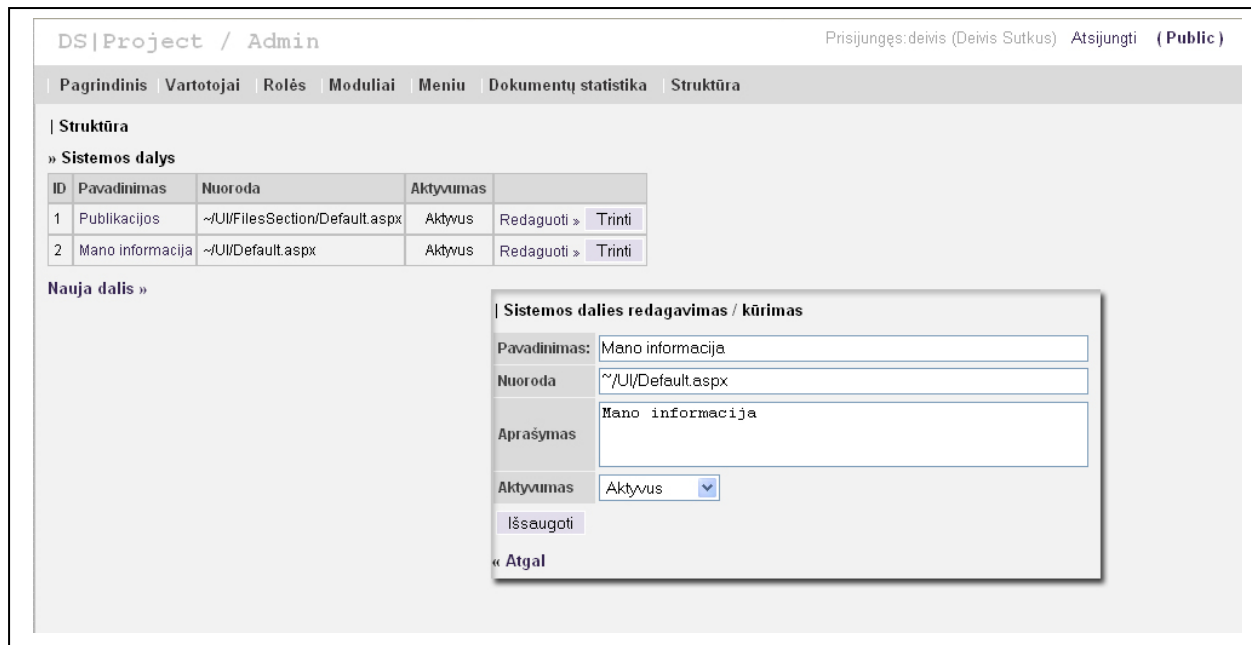 DS|Project / Admin
Prisijungęs:deivis (Deivis Sutkus) Atsijungti (Public)
Pagrindinis Vartotojai Rolės Moduliai Meniu Dokumentų statistika Struktūra
| Struktūra
» Sistemos dalys
ID Pavadinimas Nuoroda Aktyvumas
1 Publikacijos ~/UI/FilesSection/Default.aspx Aktyvus Redaguoti » Trinti
2 Mano informacija ~/UI/Default.aspx Aktyvus Redaguoti » Trinti
Nauja dalis »
| Sistemos dalies redagavimas / kūrimas
Pavadinimas: Mano informacija
Nuoroda ~/UI/Default.aspx
Aprašymas Mano informacija
Aktyvumas Aktyvus
Išsaugoti
« Atgal